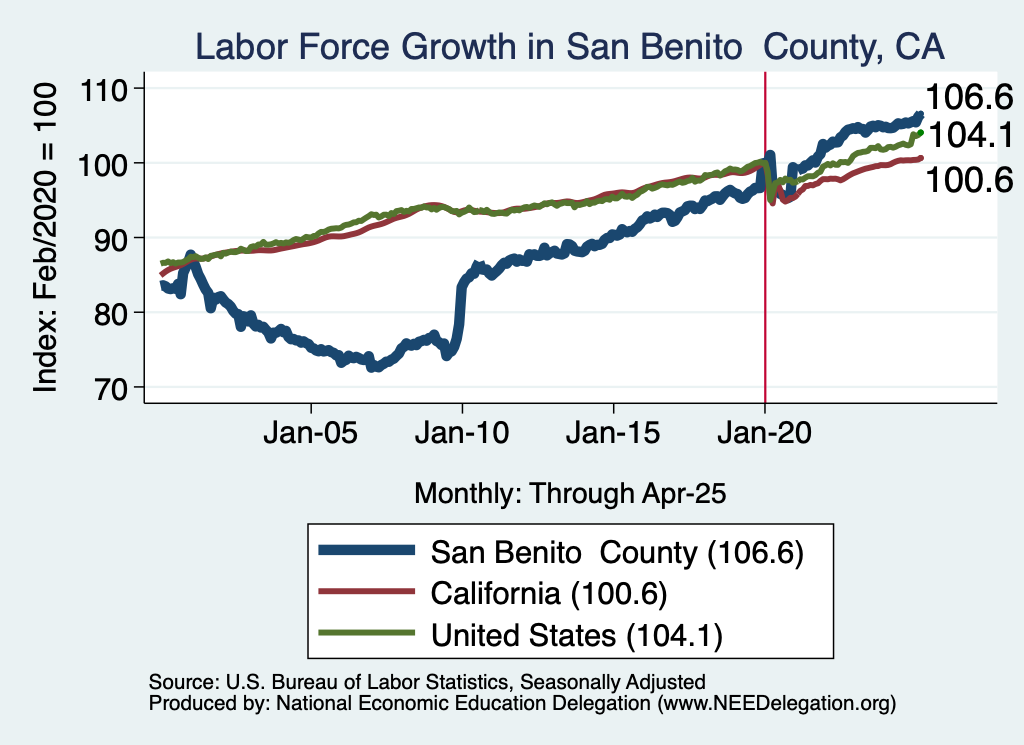 Labor Force Growth in San Benito  County, CA
Index: Feb/2020 = 100
110
100
90
80
70
106.6
104.1
100.6
Jan-05 Jan-10 Jan-15 Jan-20
Monthly: Through Apr-25
San Benito  County (106.6)
California (100.6)
United States (104.1)
Source: U.S. Bureau of Labor Statistics, Seasonally Adjusted
Produced by: National Economic Education Delegation (www.NEEDelegation.org)